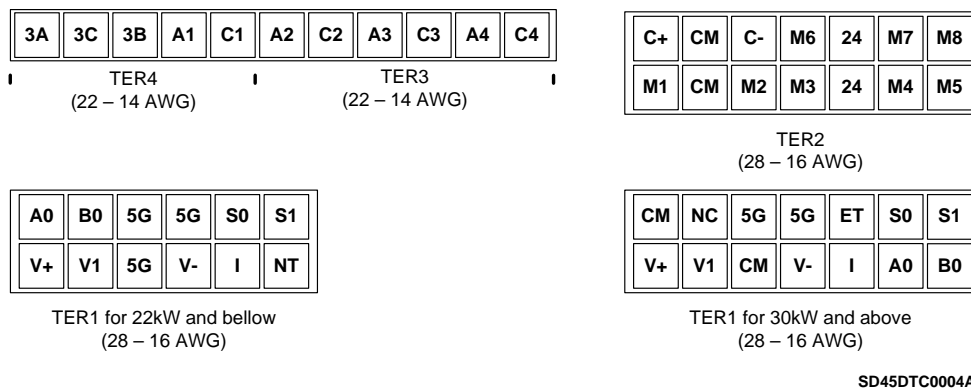 3A 3C 3B A1 C1 A2 C2 A3 C3 A4 C4
TER4
(22 – 14 AWG)
TER3
(22 – 14 AWG)
C+ CM C- M6 24 M7 M8
M1 CM M2 M3 24 M4 M5
TER2
(28 – 16 AWG)
A0 B0 5G 5G S0 S1
V+ V1 5G V- I NT
TER1 for 22kW and bellow
(28 – 16 AWG)
CM NC 5G 5G ET S0 S1
V+ V1 CM V- I A0 B0
TER1 for 30kW and above
(28 – 16 AWG)
SD45DTC0004A